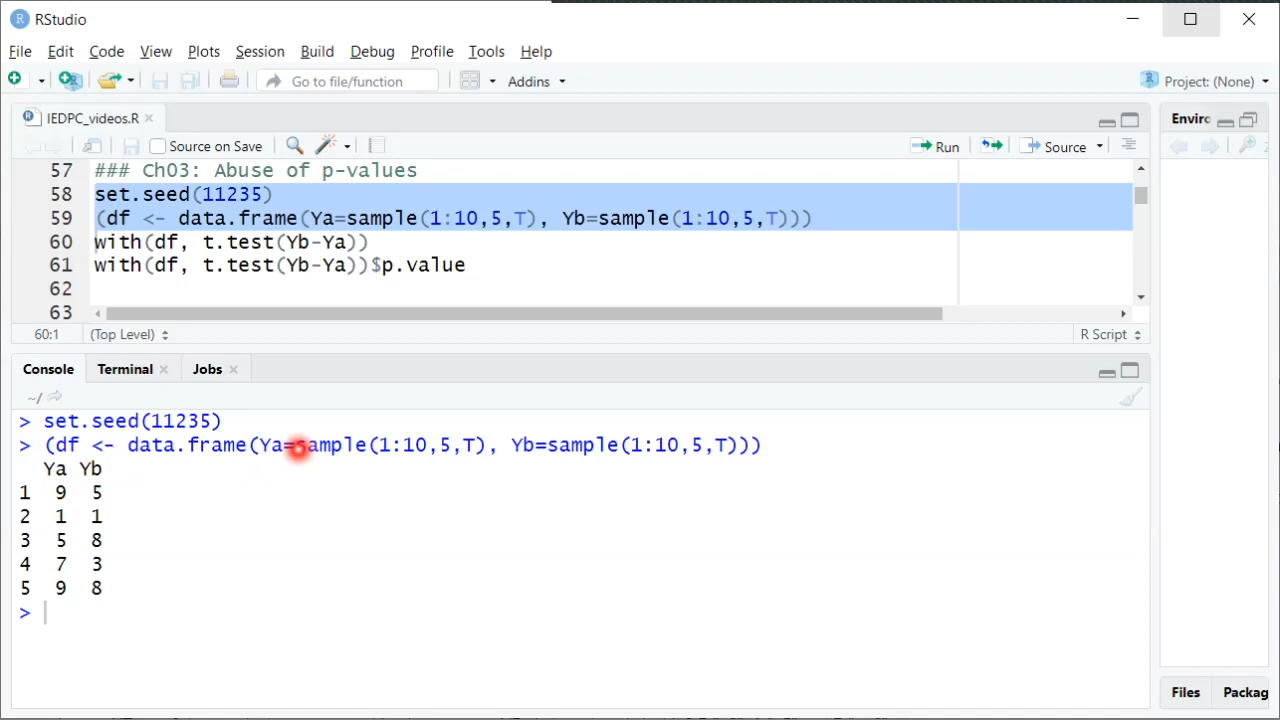 RStudio
File Edit Code View Plots Session Build Debug Profile Tools Help
Go to file/function Addins Project: (None)
IEDPC_videos.R Envirc
Source on Save Run Source
57 ### Ch03: Abuse of p-values
58 set.seed(11235)
59 (df <- data.frame(Ya=sample(1:10,5,T), Yb=sample(1:10,5,T)))
60 with(df, t.test(Yb-Ya))
61 with(df, t.test(Yb-Ya))$p.value
62
63
60:1 (Top Level) R Script
Console Terminal Jobs
~/
> set.seed(11235)
> (df <- data.frame(Ya=sample(1:10,5,T), Yb=sample(1:10,5,T)))
Ya Yb
1 9 5
2 1 1
3 5 8
4 7 3
5 9 8
>
Files Packag